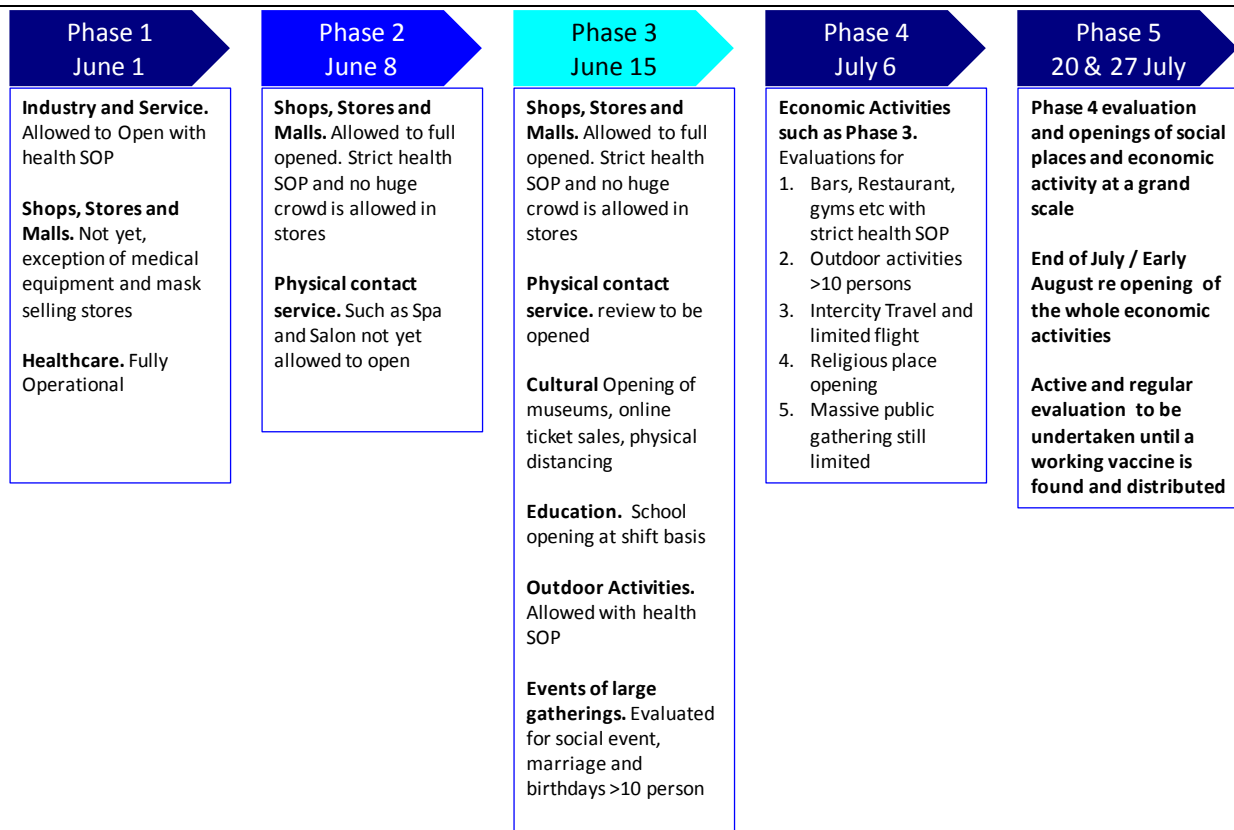 Phase 1
June 1
Industry and Service.
Allowed to Open with
health SOP
Shops, Stores and
Malls. Not yet,
exception of medical
equipment and mask
selling stores
Healthcare. Fully
Operational
Phase 2
June 8
Shops, Stores and
Malls. Allowed to full
opened. Strict health
SOP and no huge
crowd is allowed in
stores
Physical contact
service. Such as Spa
and Salon not yet
allowed to open
Phase 3
June 15
Shops, Stores and
Malls. Allowed to full
opened. Strict health
SOP and no huge
crowd is allowed in
stores
Physical contact
service. review to be
opened
Cultural Opening of
museums, online
ticket sales, physical
distancing
Education. School
opening at shift basis
Outdoor Activities.
Allowed with health
SOP
Events of large
gatherings. Evaluated
for social event,
marriage and
birthdays >10 person
Phase 4
July 6
Economic Activities
such as Phase 3.
Evaluations for
1. Bars, Restaurant,
gyms etc with
strict health SOP
2. Outdoor activities
>10 persons
3. Intercity Travel and
limited flight
4. Religious place
opening
5. Massive public
gathering still
limited
Phase 5
20 & 27 July
Phase 4 evaluation
and openings of social
places and economic
activity at a grand
scale
End of July / Early
August re opening of
the whole economic
activities
Active and regular
evaluation to be
undertaken until a
working vaccine is
found and distributed